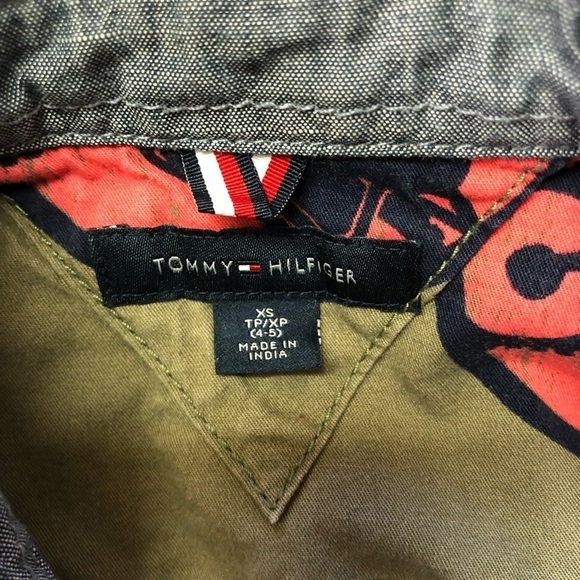 TOMMY HILFIGER
XS
TP/XP
(4-5)
MADE IN
INDIA